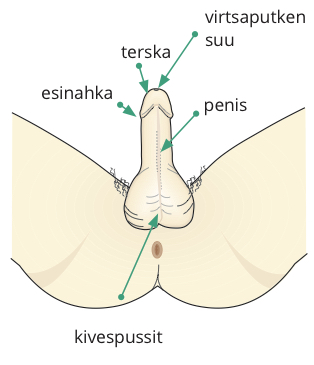 virtsaputken
suu
terska
esinahka
penis
kivespussit